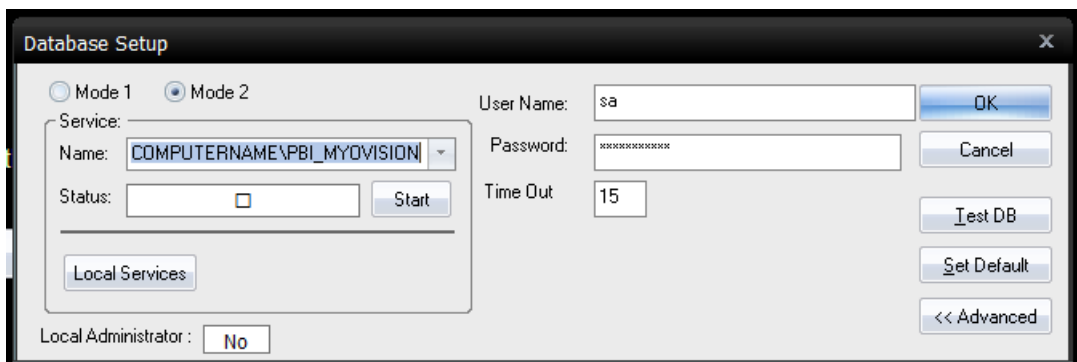 Database Setup x
Mode 1 Mode 2
Service:
Name: COMPUTERNAME\PBI_MYOVISION
Status: Start
Local Services
Local Administrator : No
User Name: sa
Password: xxxxxxxxxxx
Time Out 15
OK
Cancel
Test DB
Set Default
<< Advanced